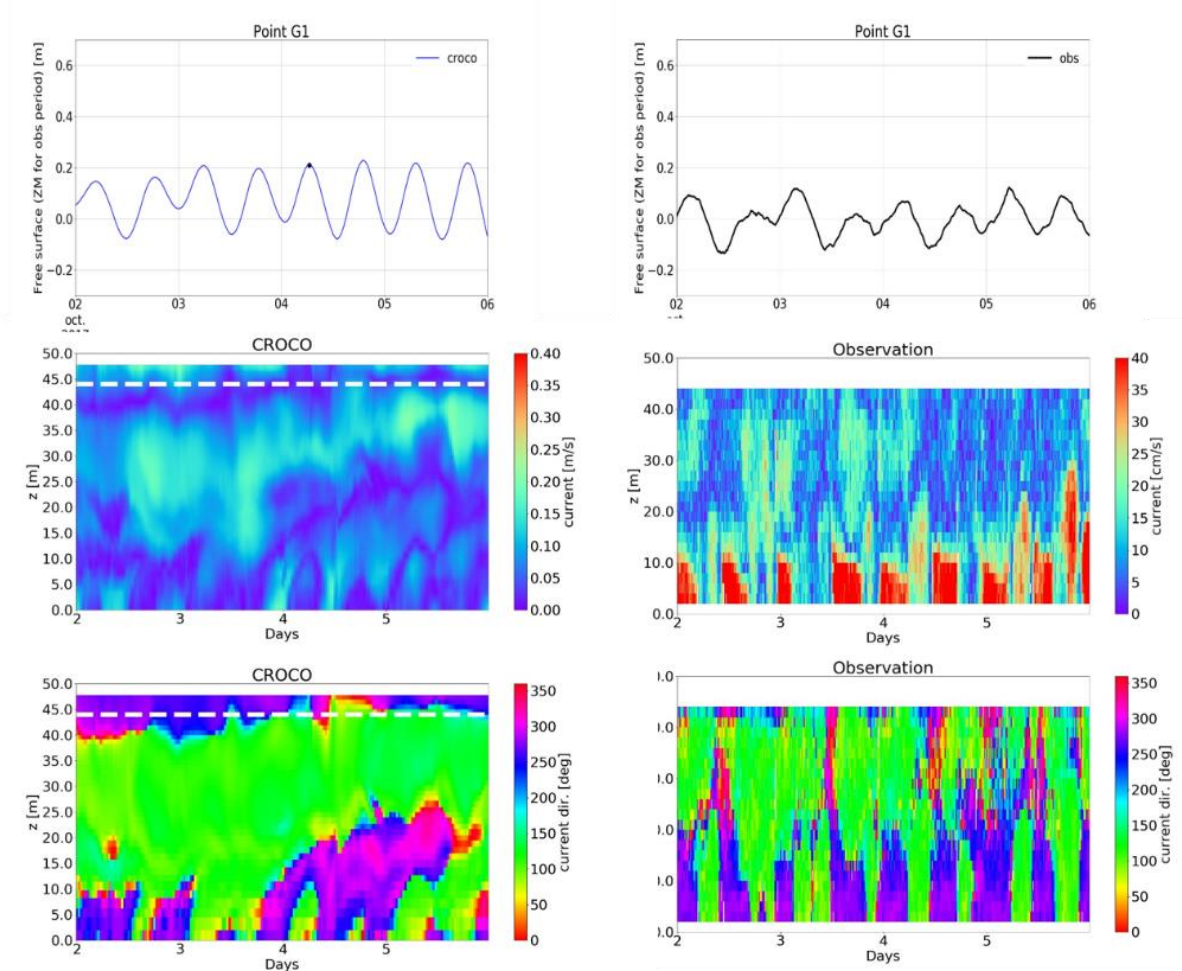 Point G1
Free surface (ZM for obs period) [m]
0.6
0.4
0.2
0.0
−0.2
croco
02 03 04 05 06
oct.
Point G1
Free surface (ZM for obs period) [m]
0.6
0.4
0.2
0.0
−0.2
obs
02 03 04 05 06
CROCO
z [m]
50.0
45.0
40.0
35.0
30.0
25.0
20.0
15.0
10.0
5.0
0.0
2 3 4 5
Days
0.40
0.35
0.30
0.25
0.20
0.15
0.10
0.05
0.00
current [m/s]
Observation
z [m]
50.0
40.0
30.0
20.0
10.0
0.0
2 3 4 5
Days
40
35
30
25
20
15
10
5
0
current [cm/s]
CROCO
z [m]
50.0
45.0
40.0
35.0
30.0
25.0
20.0
15.0
10.0
5.0
0.0
2 3 4 5
Days
350
300
250
200
150
100
50
0
current dir. [deg]
Observation
).0
.0
.0
.0
.0
).0
2 3 4 5
Days
350
300
250
200
150
100
50
0
current dir. [deg]